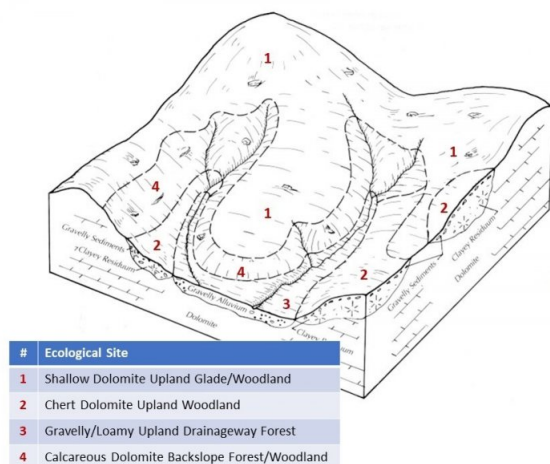 1
1
4
2
1
2
4
2
3
Gravelly Sediments
Clayey Residuum
Gravelly Alluvium
Dolomite
Clayey Residuum
Gravelly Sediments
Clayey Residuum
Dolomite
# Ecological Site
1 Shallow Dolomite Upland Glade/Woodland
2 Chert Dolomite Upland Woodland
3 Gravelly/Loamy Upland Drainageway Forest
4 Calcareous Dolomite Backslope Forest/Woodland